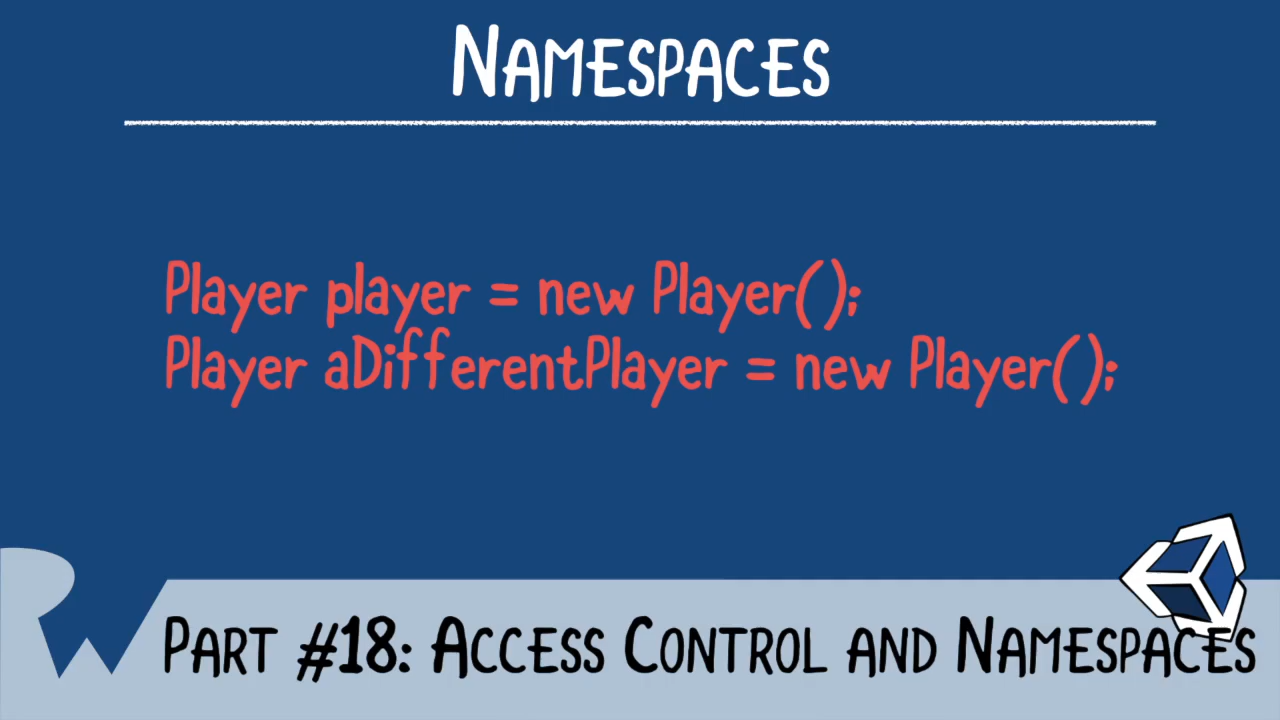 Namespaces
Player player = new Player();
Player aDifferentPlayer = new Player();
Part #18: Access Control and Namespaces